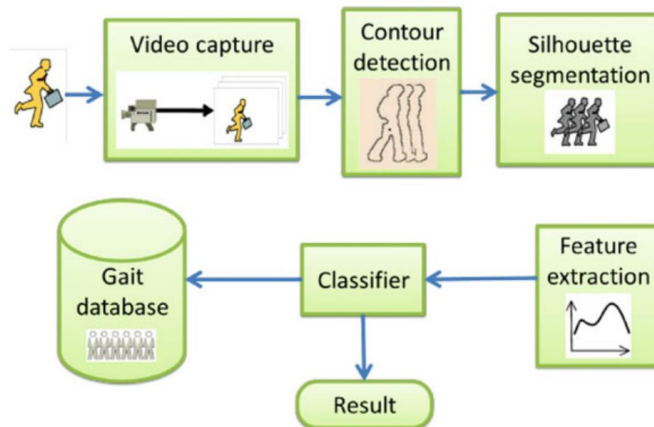 Video capture
Contour
detection
Silhouette
segmentation
Gait
database
Classifier
Feature
extraction
Result